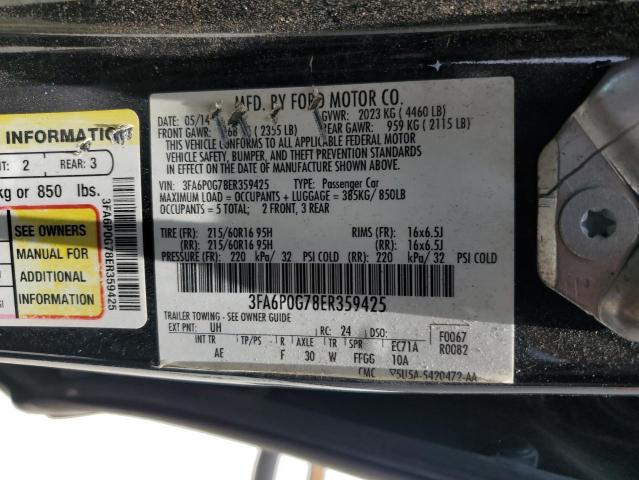 MFD. BY FORD MOTOR CO.
DATE: 05/14 GVWR: 2023 KG (4460 LB)
FRONT GAWR: 68 (2355 LB) REAR GAWR: 959 KG (2115 LB)
THIS VEHICLE CONFORMS TO ALL APPLICABLE FEDERAL MOTOR
VEHICLE SAFETY, BUMPER, AND THEFT PREVENTION STANDARDS
IN EFFECT ON THE DATE OF MANUFACTURE SHOWN ABOVE.
VIN: 3FA6P0G78ER359425 TYPE: Passenger Car
MAXIMUM LOAD = OCCUPANTS + LUGGAGE = 385KG/850LB
OCCUPANTS = 5 TOTAL; 2 FRONT, 3 REAR
TIRE (FR): 215/60R16 95H RIMS (FR): 16x6.5J
(RR): 215/60R16 95H (RR): 16x6.5J
PRESSURE (FR): 220 kPa/ 32 PSI COLD (RR): 220 kPa/ 32 PSI COLD
3FA6P0G78ER359425
TRAILER TOWING - SEE OWNER GUIDE
EXT PNT: UH RC: 24 DSO: F0067
INT TR TP/PS R AXLE TR SPR EC71A R0082
AE F 30 W FFGG 10A
CMC ▽5U5A-5420472-AA
INFORMATION
2 REAR: 3
kg or 850 lbs.
SEE OWNERS
MANUAL FOR
ADDITIONAL
INFORMATION
3FA6P0G78ER359425